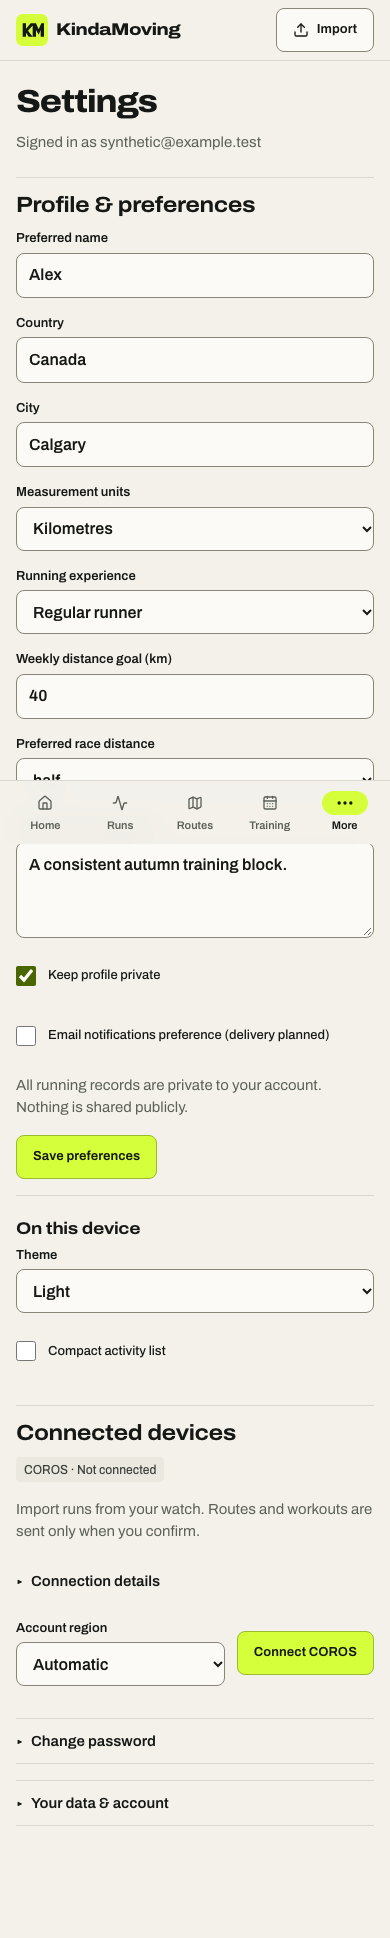 KM KindaMoving
Import
Settings
Signed in as synthetic@example.test
Profile & preferences
Preferred name
Alex
Country
Canada
City
Calgary
Measurement units
Kilometres
Running experience
Regular runner
Weekly distance goal (km)
40
Preferred race distance
half
Home Runs Routes Training More
A consistent autumn training block.
Keep profile private
Email notifications preference (delivery planned)
All running records are private to your account.
Nothing is shared publicly.
Save preferences
On this device
Theme
Light
Compact activity list
Connected devices
COROS · Not connected
Import runs from your watch. Routes and workouts are
sent only when you confirm.
Connection details
Account region
Automatic
Connect COROS
Change password
Your data & account